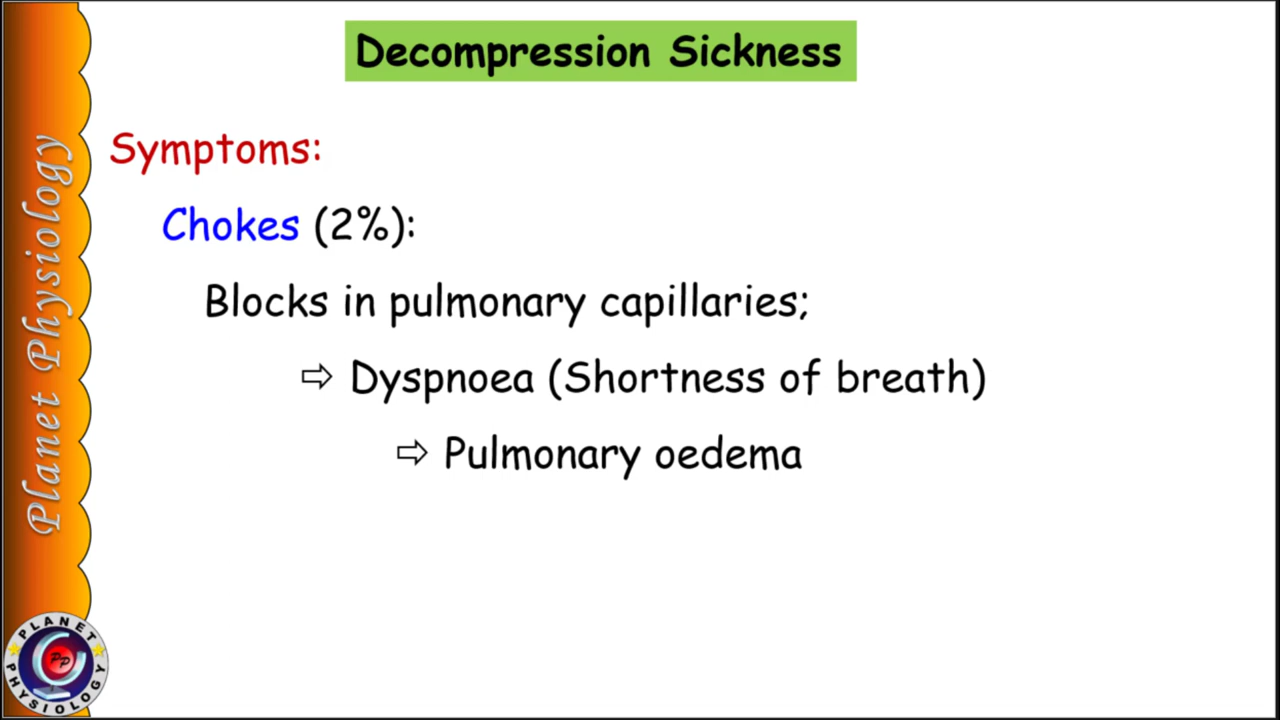 Decompression Sickness
Symptoms:
Chokes (2%):
Blocks in pulmonary capillaries;
⇨ Dyspnoea (Shortness of breath)
⇨ Pulmonary oedema
Planet Physiology
PLANET
PP
PHYSIOLOGY